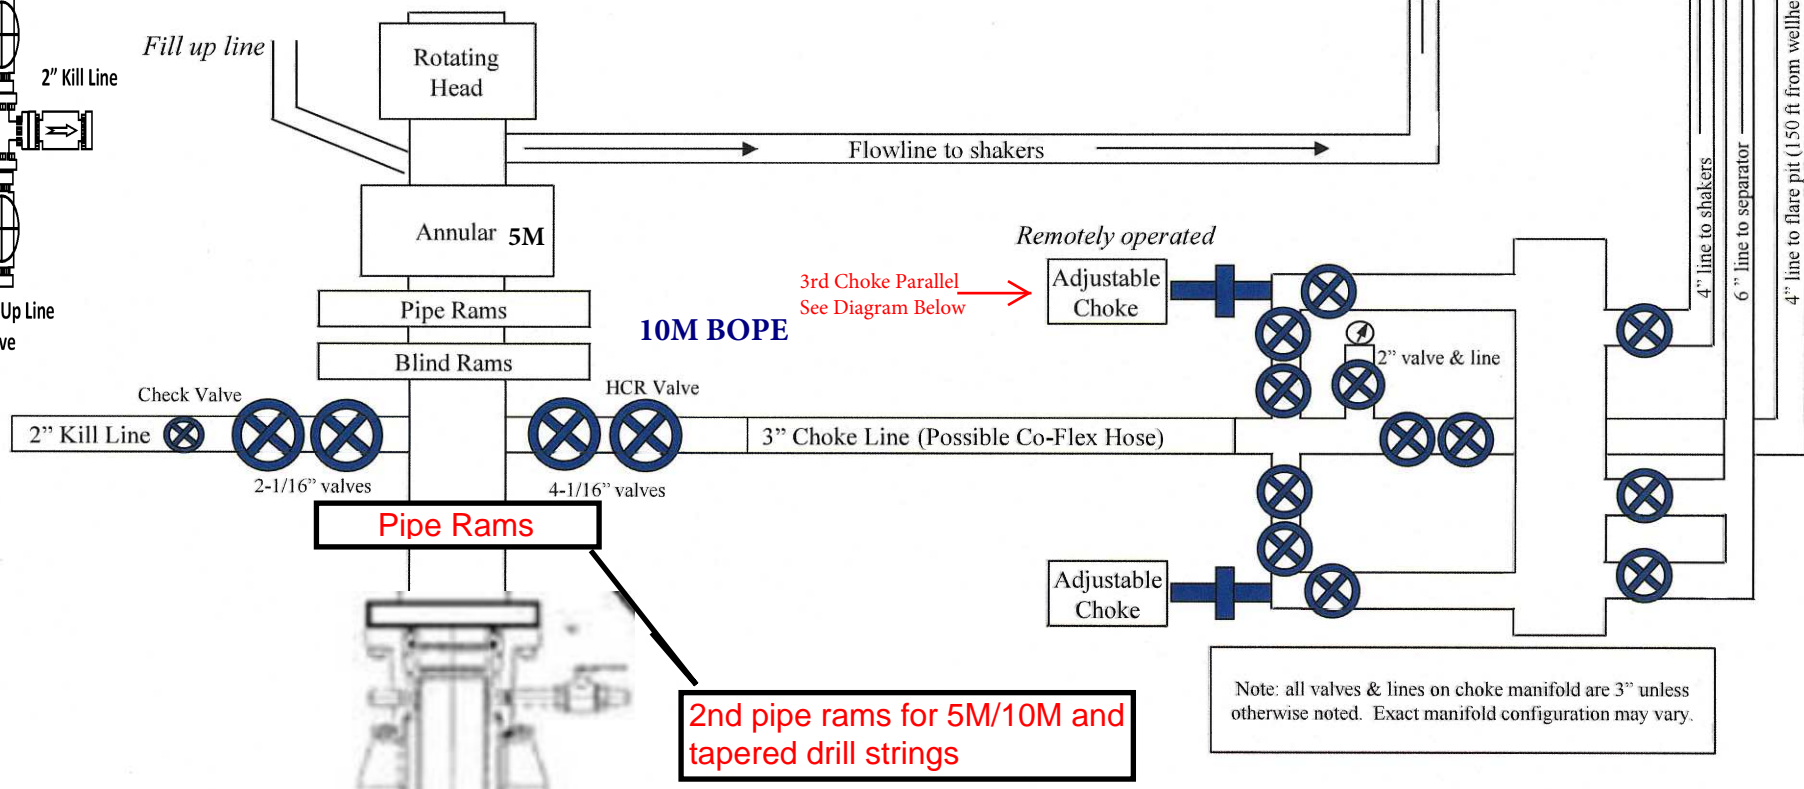 Fill up line
2” Kill Line
Rotating
Head
Flowline to shakers
Annular 5M
Up Line
ve
Pipe Rams
Blind Rams
10M BOPE
3rd Choke Parallel
See Diagram Below
Remotely operated
Adjustable
Choke
2” valve & line
4” line to shakers
6 ” line to separator
4” line to flare pit (150 ft from wellhe
Check Valve
HCR Valve
2” Kill Line
3” Choke Line (Possible Co-Flex Hose)
2-1/16” valves
4-1/16” valves
Pipe Rams
Adjustable
Choke
2nd pipe rams for 5M/10M and
tapered drill strings
Note: all valves & lines on choke manifold are 3” unless
otherwise noted.  Exact manifold configuration may vary.